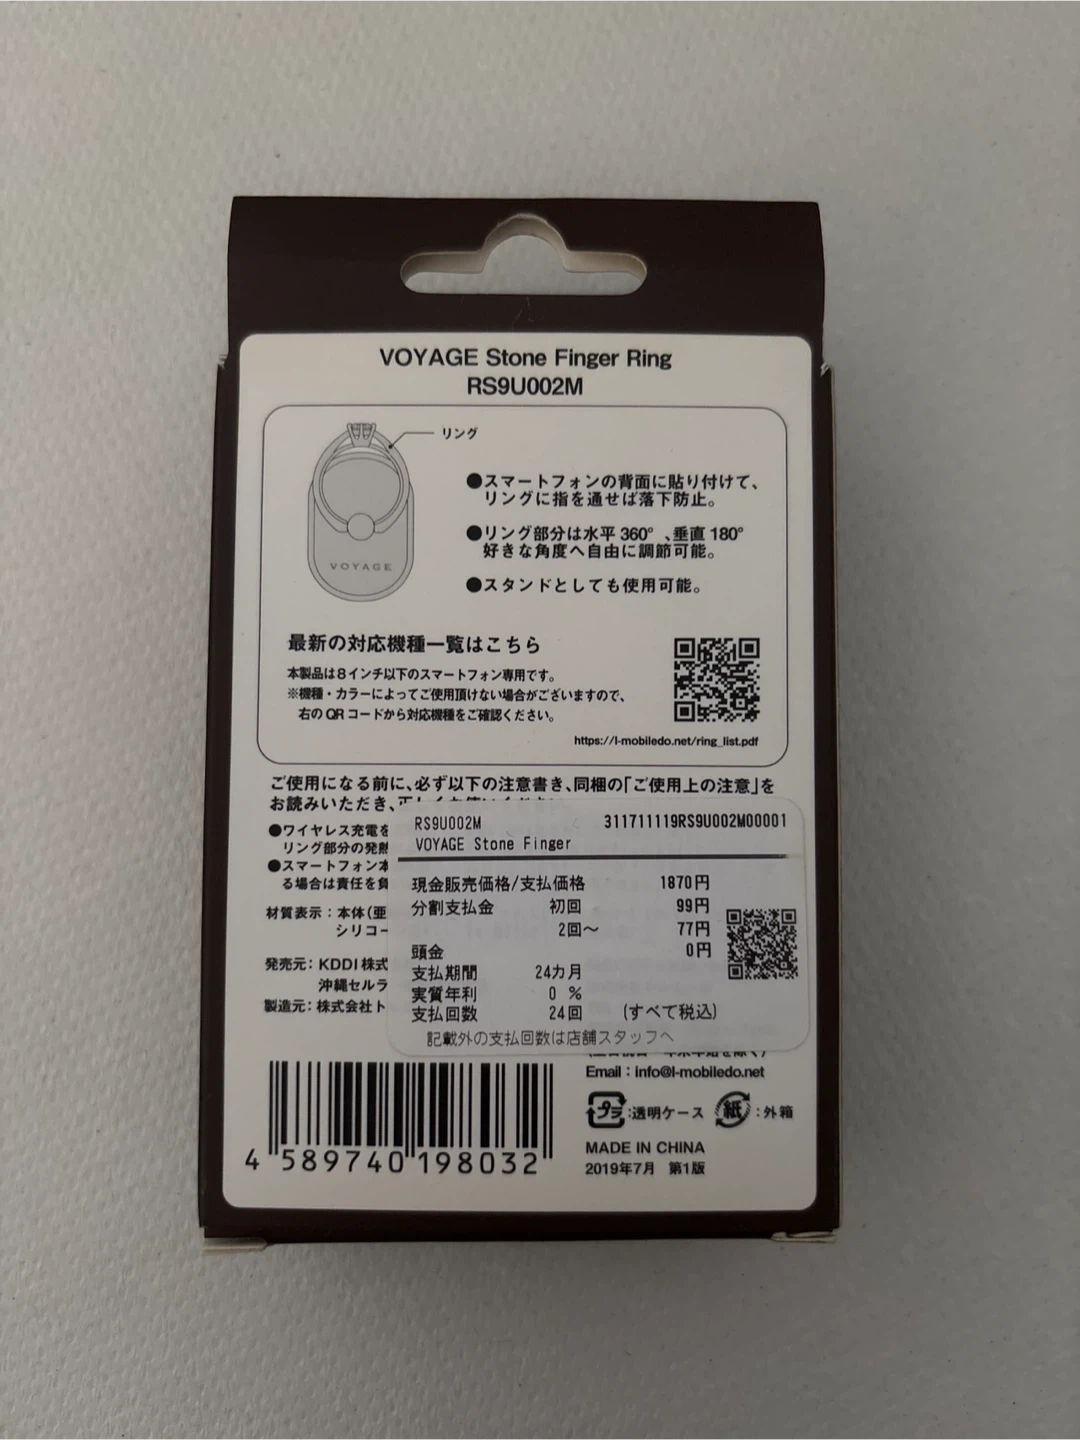 VOYAGE Stone Finger Ring
RS9U002M
リング
VOYAGE
●スマートフォンの背面に貼り付けて、
リングに指を通せば落下防止。
●リング部分は水平 360°、垂直 180°
好きな角度へ自由に調節可能。
●スタンドとしても使用可能。
最新の対応機種一覧はこちら
本製品は8インチ以下のスマートフォン専用です。
※機種・カラーによってご使用頂けない場合がございますので、
右の QR コードから対応機種をご確認ください。
https://l-mobiledo.net/ring_list.pdf
ご使用になる前に、必ず以下の注意書き、同梱の「ご使用上の注意」を
お読みいただき、
●ワイヤレス充電を
リング部分の発熱
●スマートフォン本
る場合は責任を負
材質表示:本体(亜
シリコー
発売元:KDDI 株式
沖縄セルラ
製造元:株式会社ト
RS9U002M
311711119RS9U002M00001
VOYAGE Stone Finger
現金販売価格/支払価格 1870円
分割支払金 初回 99円
2回～ 77円
頭金 0円
支払期間 24カ月
実質年利 0 %
支払回数 24回 (すべて税込)
記載外の支払回数は店舗スタッフへ
Email:info@l-mobiledo.net
プラ:透明ケース 紙:外箱
MADE IN CHINA
2019年7月 第1版
4 589740 198032